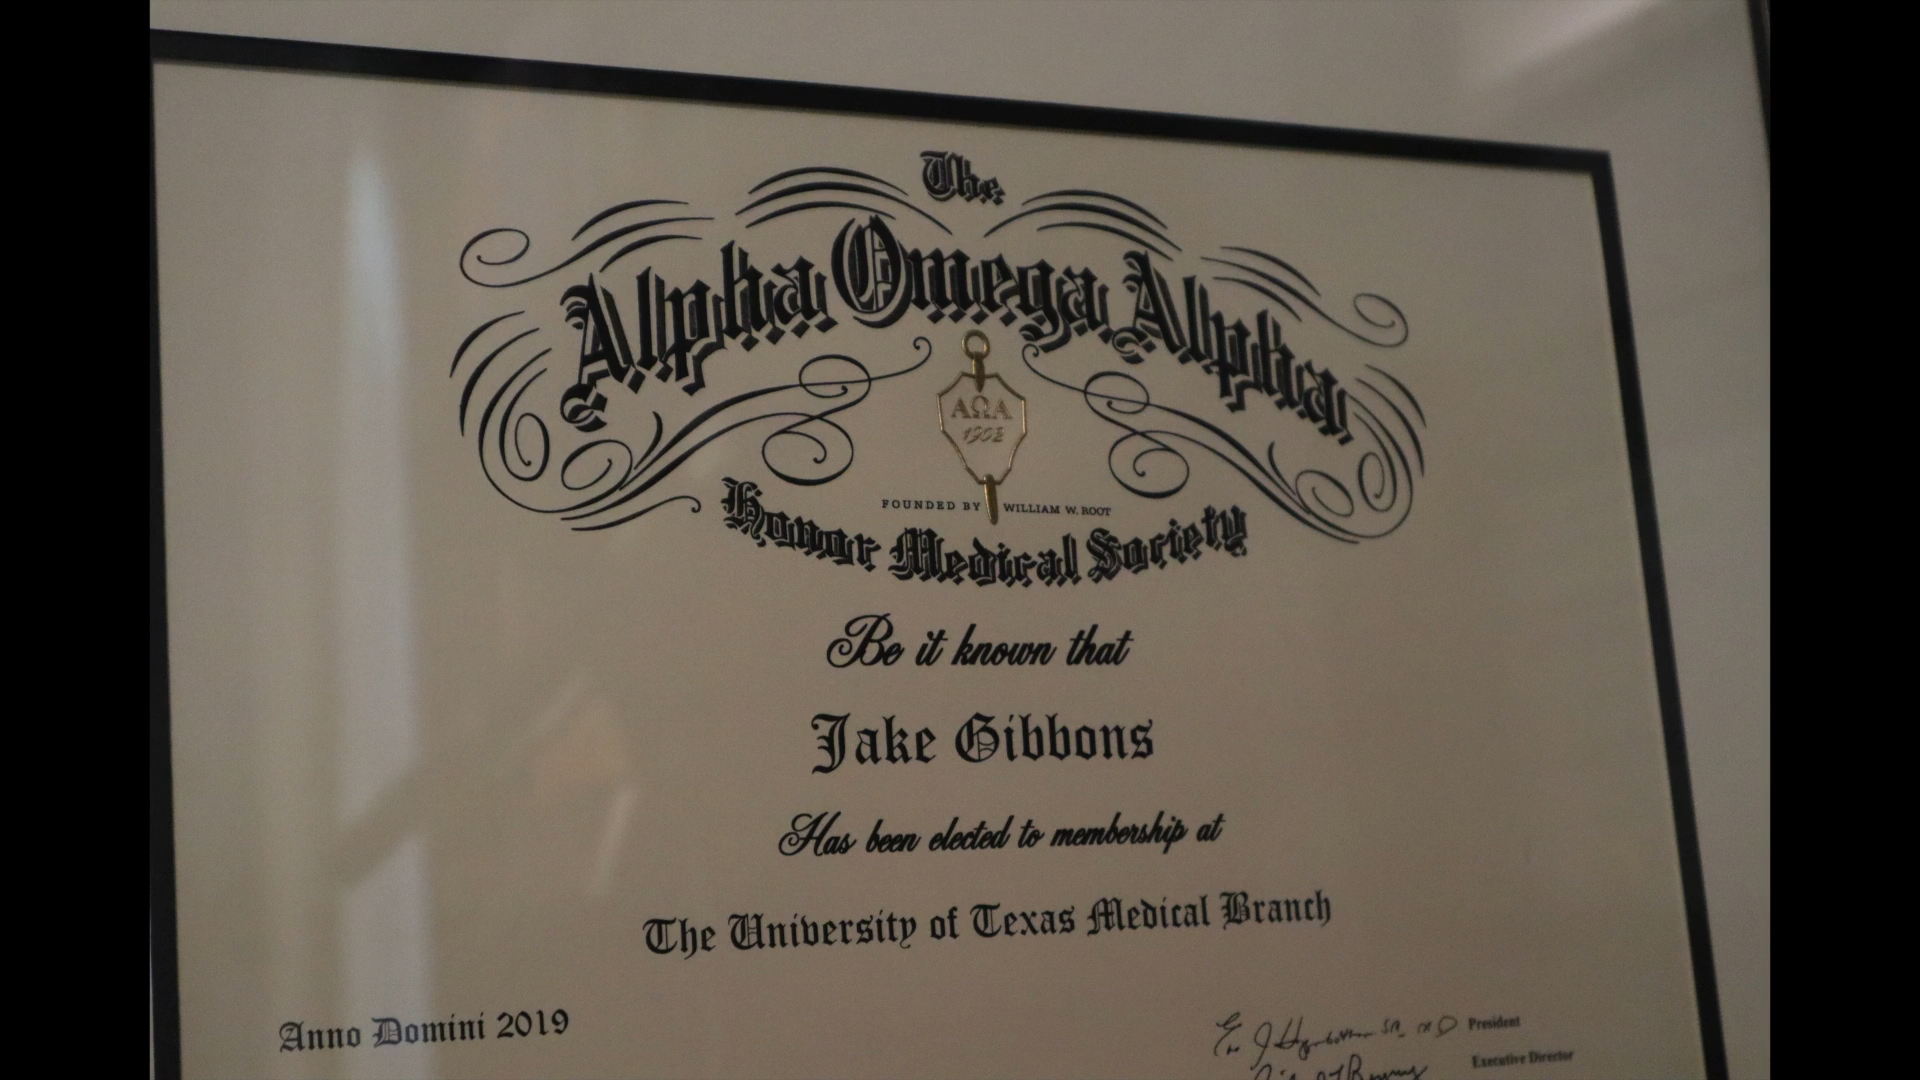 The
Alpha Omega Alpha
ΑΩΑ
1902
FOUNDED BY WILLIAM W. ROOT
Honor Medical Society
Be it known that
Jake Gibbons
Has been elected to membership at
The University of Texas Medical Branch
Anno Domini 2019
President
Executive Director